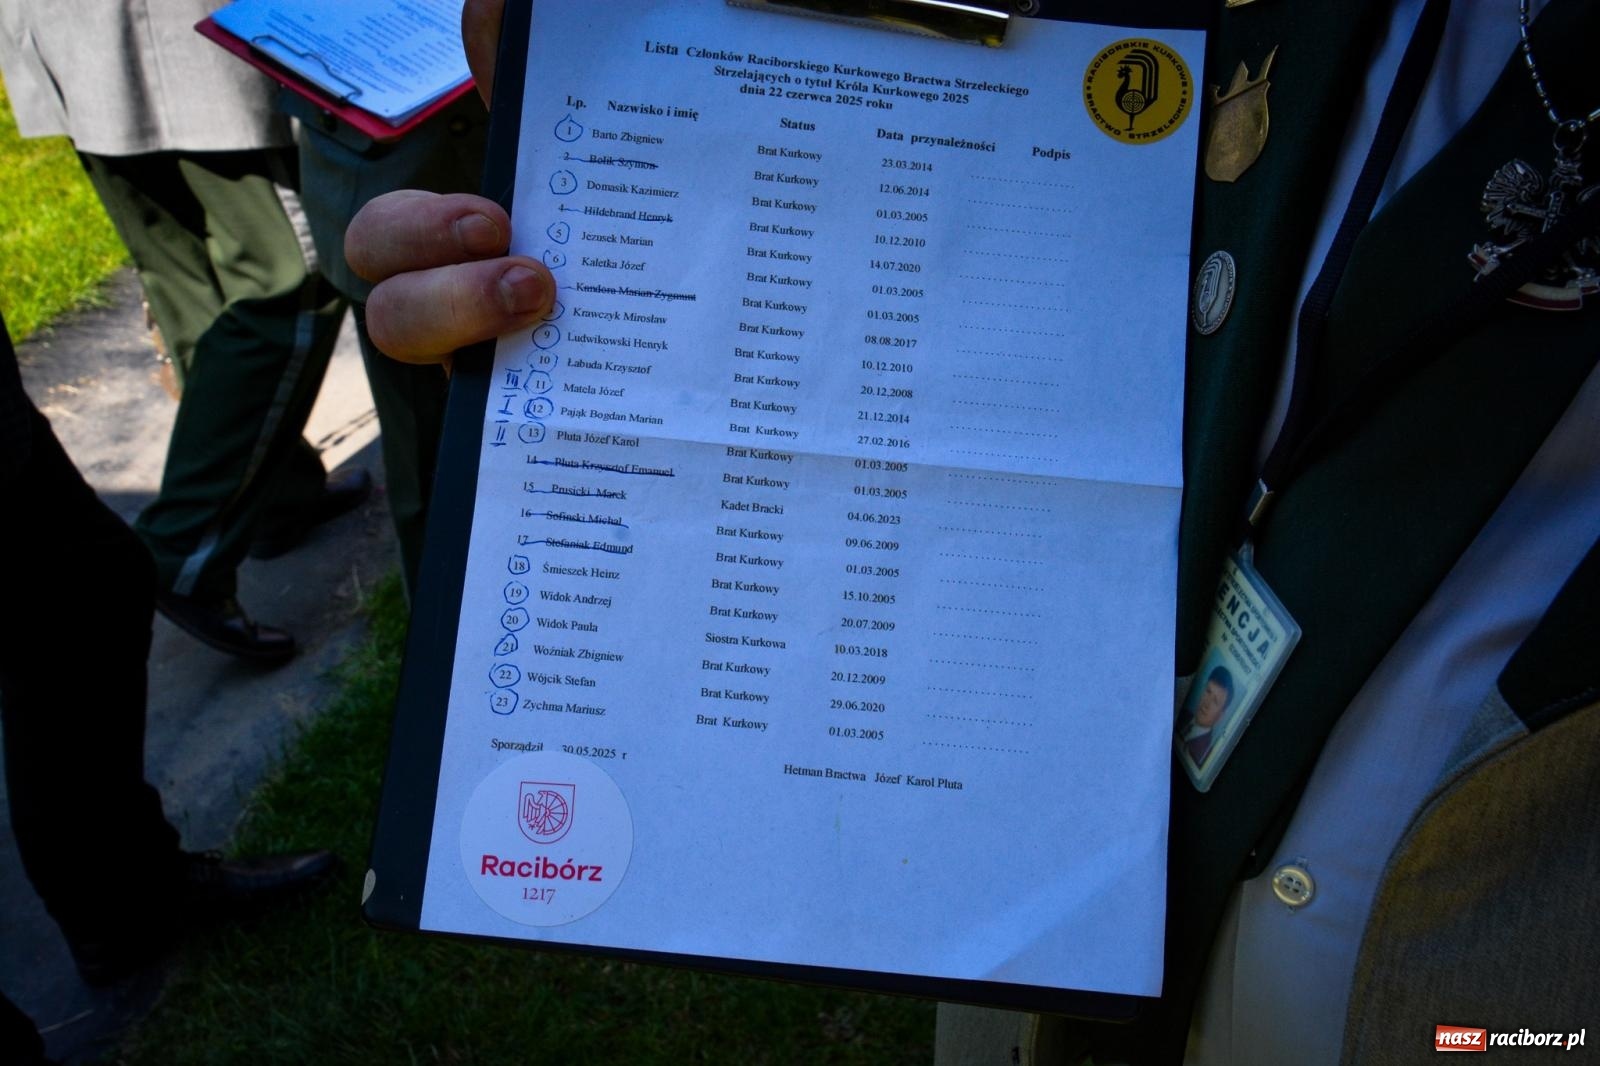 Lista Członków Raciborskiego Kurkowego Bractwa Strzeleckiego
Strzelających o tytuł Króla Kurkowego 2025
dnia 22 czerwca 2025 roku
RACIBORSKIE KURKOWE BRACTWO STRZELECKIE
Lp. Nazwisko i imię Status Data przynależności Podpis
1 Barto Zbigniew Brat Kurkowy 23.03.2014
2 Bolik Szymon Brat Kurkowy 12.06.2014
3 Domasik Kazimierz Brat Kurkowy 01.03.2005
4 Hildebrand Henryk Brat Kurkowy 10.12.2010
5 Jezusek Marian Brat Kurkowy 14.07.2020
6 Kaletka Józef Brat Kurkowy 01.03.2005
Kandora Marian Zygmunt Brat Kurkowy 01.03.2005
Krawczyk Mirosław Brat Kurkowy 08.08.2017
9 Ludwikowski Henryk Brat Kurkowy 10.12.2010
10 Łabuda Krzysztof Brat Kurkowy 20.12.2008
III 11 Matela Józef Brat Kurkowy 21.12.2014
I 12 Pająk Bogdan Marian Brat Kurkowy 27.02.2016
II 13 Pluta Józef Karol Brat Kurkowy 01.03.2005
14 Pluta Krzysztof Emanuel Brat Kurkowy 01.03.2005
15 Prusicki Marek Kadet Bracki 04.06.2023
16 Sofiński Michał Brat Kurkowy 09.06.2009
17 Stefaniak Edmund Brat Kurkowy 01.03.2005
18 Śmieszek Heinz Brat Kurkowy 15.10.2005
19 Widok Andrzej Brat Kurkowy 20.07.2009
20 Widok Paula Siostra Kurkowa 10.03.2018
21 Woźniak Zbigniew Brat Kurkowy 20.12.2009
22 Wójcik Stefan Brat Kurkowy 29.06.2020
23 Zychma Mariusz Brat Kurkowy 01.03.2005
Sporządził 30.05.2025 r
Hetman Bractwa Józef Karol Pluta
Racibórz
1217
ENCJA
nasz raciborz.pl